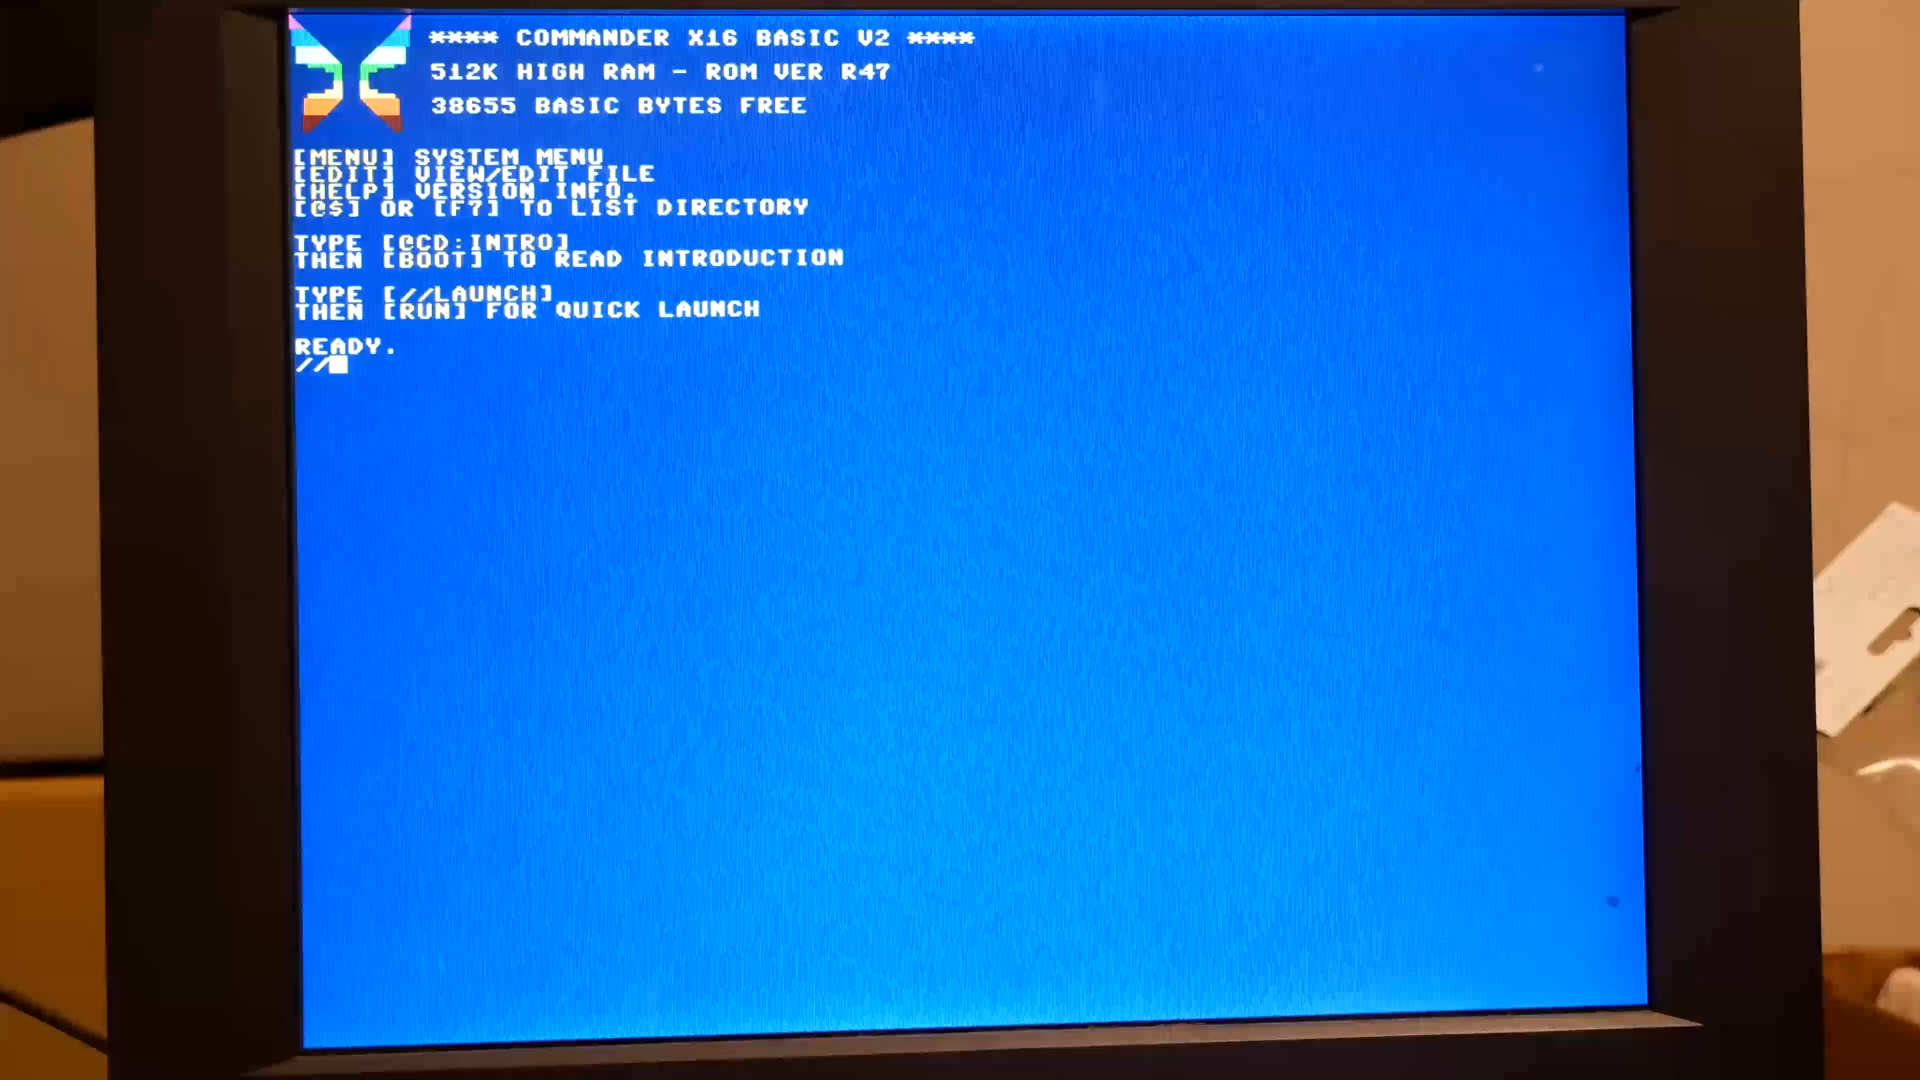 **** COMMANDER X16 BASIC V2 ****
512K HIGH RAM - ROM VER R47
38655 BASIC BYTES FREE
[MENU] SYSTEM MENU
[EDIT] VIEW/EDIT FILE
[HELP] VERSION INFO.
[@$] OR [F7] TO LIST DIRECTORY
TYPE [@CD:INTRO]
THEN [BOOT] TO READ INTRODUCTION
TYPE [//LAUNCH]
THEN [RUN] FOR QUICK LAUNCH
READY.
//